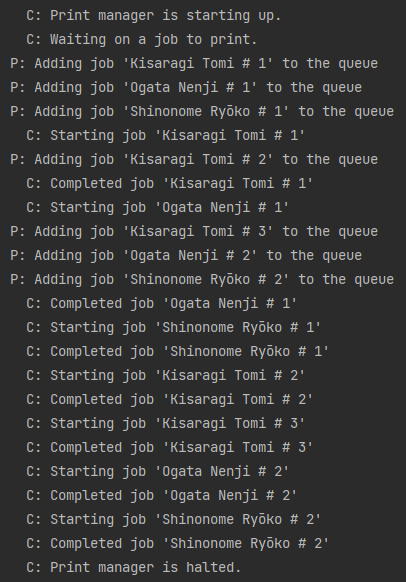 C: Print manager is starting up.
C: Waiting on a job to print.
P: Adding job 'Kisaragi Tomi # 1' to the queue
P: Adding job 'Ogata Nenji # 1' to the queue
P: Adding job 'Shinonome Ryōko # 1' to the queue
C: Starting job 'Kisaragi Tomi # 1'
P: Adding job 'Kisaragi Tomi # 2' to the queue
C: Completed job 'Kisaragi Tomi # 1'
C: Starting job 'Ogata Nenji # 1'
P: Adding job 'Kisaragi Tomi # 3' to the queue
P: Adding job 'Ogata Nenji # 2' to the queue
P: Adding job 'Shinonome Ryōko # 2' to the queue
C: Completed job 'Ogata Nenji # 1'
C: Starting job 'Shinonome Ryōko # 1'
C: Completed job 'Shinonome Ryōko # 1'
C: Starting job 'Kisaragi Tomi # 2'
C: Completed job 'Kisaragi Tomi # 2'
C: Starting job 'Kisaragi Tomi # 3'
C: Completed job 'Kisaragi Tomi # 3'
C: Starting job 'Ogata Nenji # 2'
C: Completed job 'Ogata Nenji # 2'
C: Starting job 'Shinonome Ryōko # 2'
C: Completed job 'Shinonome Ryōko # 2'
C: Print manager is halted.